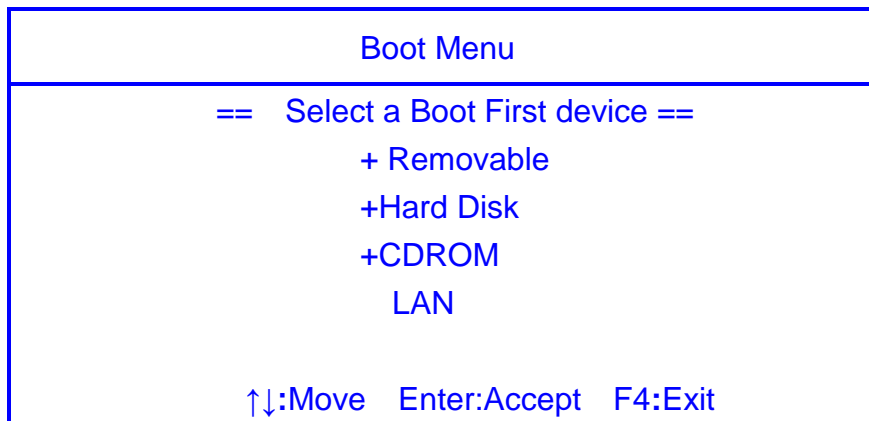 Boot Menu
== Select a Boot First device ==
+ Removable
+Hard Disk
+CDROM
LAN
↑↓:Move Enter:Accept F4:Exit